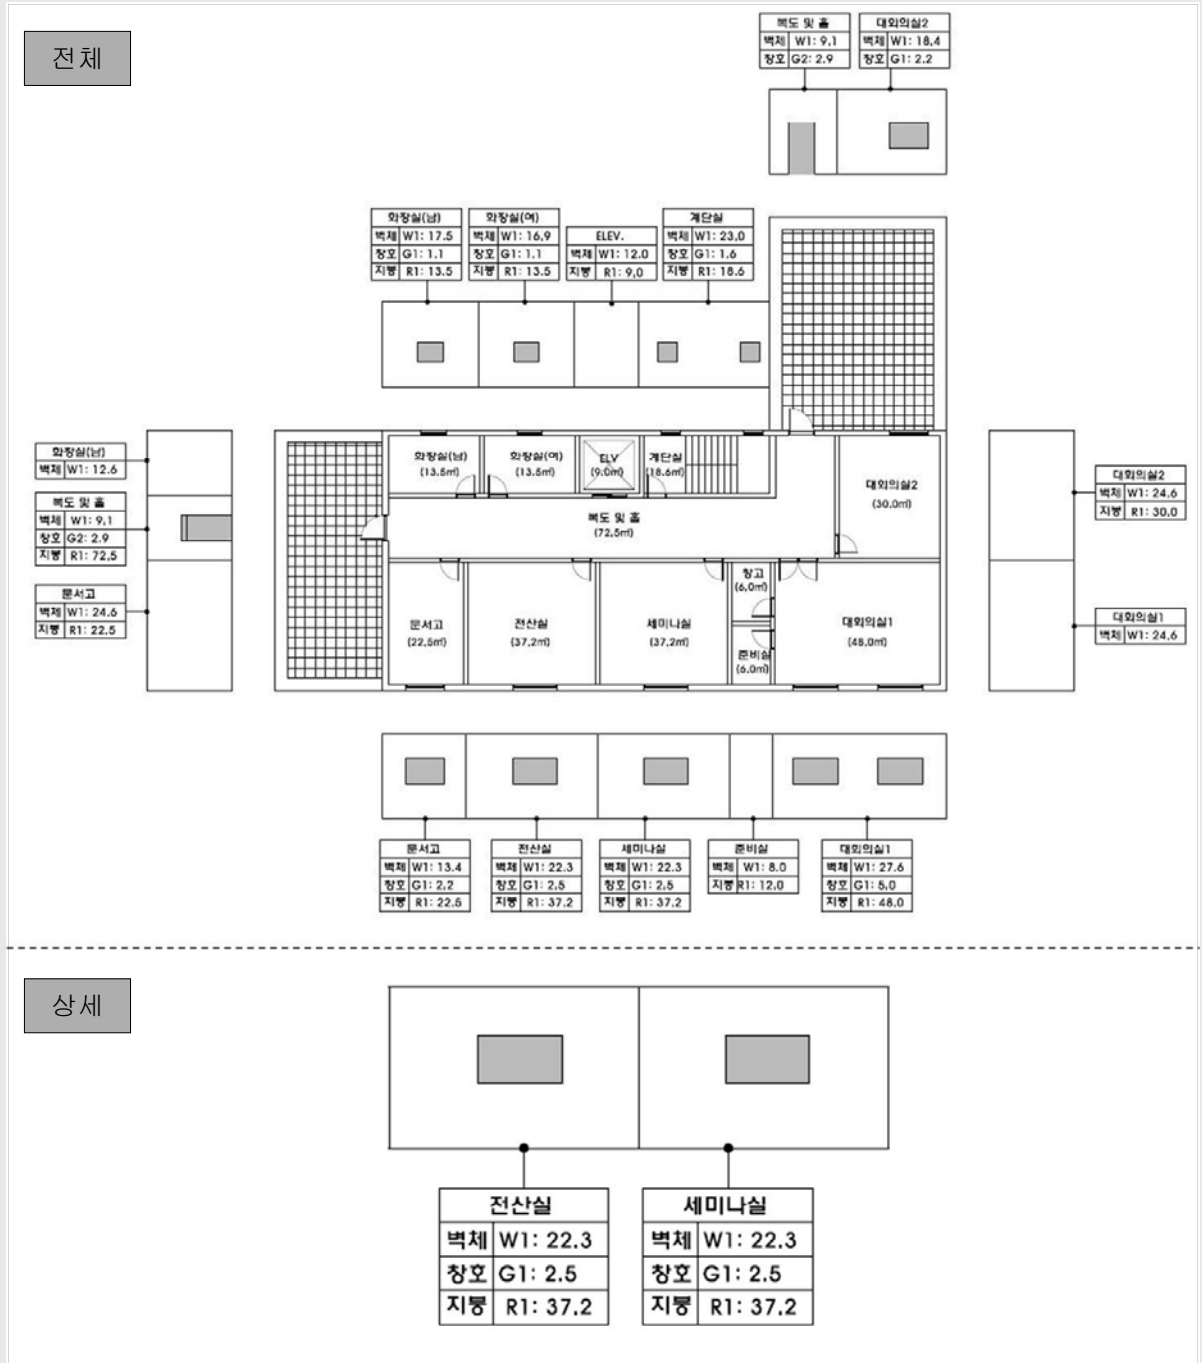 전체
복도 및 홀
벽체 W1: 9.1
창호 G2: 2.9
대회의실2
벽체 W1: 18.4
창호 G1: 2.2
화장실(남)
벽체 W1: 17.5
창호 G1: 1.1
지붕 R1: 13.5
화장실(여)
벽체 W1: 16.9
창호 G1: 1.1
지붕 R1: 13.5
ELEV.
벽체 W1: 12.0
지붕 R1: 9.0
계단실
벽체 W1: 23.0
창호 G1: 1.6
지붕 R1: 18.6
화장실(남)
벽체 W1: 12.6
복도 및 홀
벽체 W1: 9.1
창호 G2: 2.9
지붕 R1: 72.5
문서고
벽체 W1: 24.6
지붕 R1: 22.5
화장실(남)
(13.5㎡)
화장실(여)
(13.5㎡)
ELV
(9.0㎡)
계단실
(18.6㎡)
대회의실2
(30.0㎡)
복도 및 홀
(72.5㎡)
문서고
(22.5㎡)
전산실
(37.2㎡)
세미나실
(37.2㎡)
창고
(6.0㎡)
준비실
(6.0㎡)
대회의실1
(48.0㎡)
대회의실2
벽체 W1: 24.6
지붕 R1: 30.0
대회의실1
벽체 W1: 24.6
문서고
벽체 W1: 13.4
창호 G1: 2.2
지붕 R1: 22.5
전산실
벽체 W1: 22.3
창호 G1: 2.5
지붕 R1: 37.2
세미나실
벽체 W1: 22.3
창호 G1: 2.5
지붕 R1: 37.2
준비실
벽체 W1: 8.0
지붕 R1: 12.0
대회의실1
벽체 W1: 27.6
창호 G1: 5.0
지붕 R1: 48.0
상세
전산실
벽체 W1: 22.3
창호 G1: 2.5
지붕 R1: 37.2
세미나실
벽체 W1: 22.3
창호 G1: 2.5
지붕 R1: 37.2